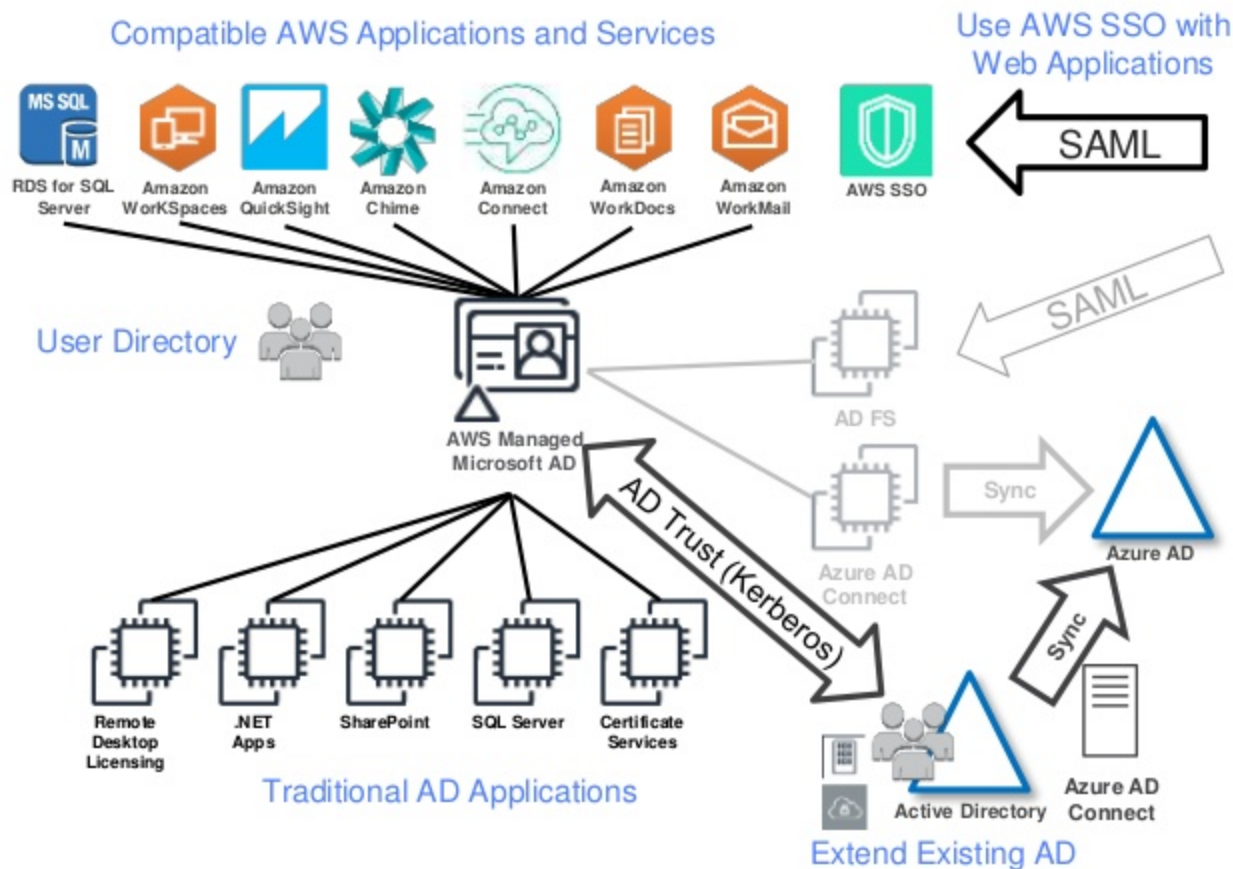 Compatible AWS Applications and Services
Use AWS SSO with
Web Applications
MS SQL
M
SAML
RDS for SQL
Server
Amazon
WorKSpaces
Amazon
QuickSight
Amazon
Chime
Amazon
Connect
Amazon
WorkDocs
Amazon
WorkMail
AWS SSO
SAML
User Directory
AD FS
AWS Managed
Microsoft AD
AD Trust (Kerberos)
Sync
Azure AD
Azure AD
Connect
Sync
Remote
Desktop
Licensing
.NET
Apps
SharePoint
SQL Server
Certificate
Services
Traditional AD Applications
Active Directory
Azure AD
Connect
Extend Existing AD